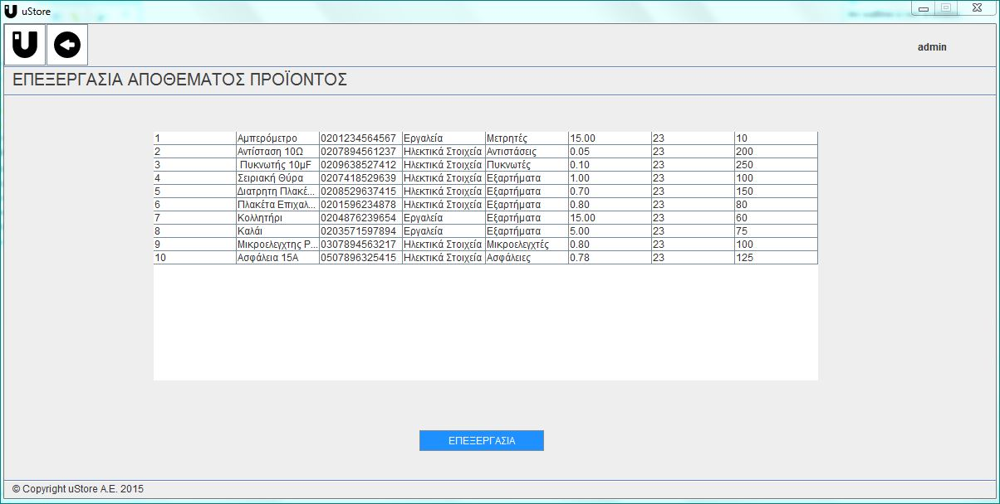 uStore
admin
ΕΠΕΞΕΡΓΑΣΙΑ ΑΠΟΘΕΜΑΤΟΣ ΠΡΟΪΟΝΤΟΣ
1 Αμπερόμετρο 0201234564567 Εργαλεία Μετρητές 15.00 23 10
2 Αντίσταση 10Ω 0207894561237 Ηλεκτικά Στοιχεία Αντιστάσεις 0.05 23 200
3 Πυκνωτής 10μF 0209638527412 Ηλεκτικά Στοιχεία Πυκνωτές 0.10 23 250
4 Σειριακή Θύρα 0207418529639 Ηλεκτικά Στοιχεία Εξαρτήματα 1.00 23 100
5 Διατρητη Πλακέ... 0208529637415 Ηλεκτικά Στοιχεία Εξαρτήματα 0.70 23 150
6 Πλακέτα Επιχαλ... 0201596234878 Ηλεκτικά Στοιχεία Εξαρτήματα 0.80 23 80
7 Κολλητήρι 0204876239654 Εργαλεία Εξαρτήματα 15.00 23 60
8 Καλάι 0203571597894 Εργαλεία Εξαρτήματα 5.00 23 75
9 Μικροελεγχτης P... 0307894563217 Ηλεκτικά Στοιχεία Μικροελεγχτές 0.80 23 100
10 Ασφάλεια 15Α 0507896325415 Ηλεκτικά Στοιχεία Ασφάλειες 0.78 23 125
ΕΠΕΞΕΡΓΑΣΙΑ
© Copyright uStore Α.Ε. 2015